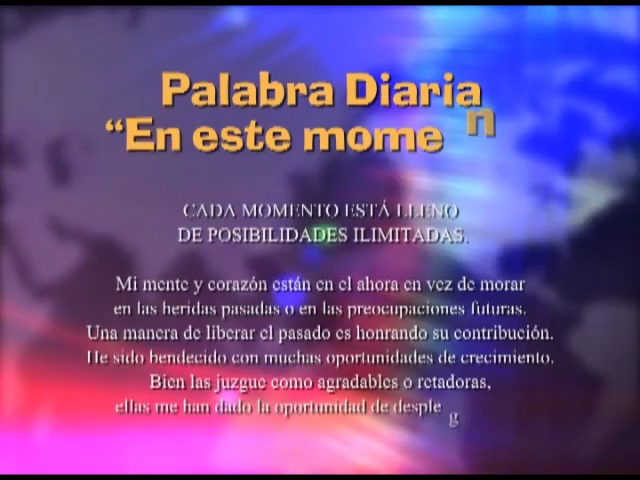 Palabra Diaria
“En este momen
CADA MOMENTO ESTÁ LLENO
DE POSIBILIDADES ILIMITADAS.
Mi mente y corazón están en el ahora en vez de morar
en las heridas pasadas o en las preocupaciones futuras.
Una manera de liberar el pasado es honrando su contribución.
He sido bendecido con muchas oportunidades de crecimiento.
Bien las juzgue como agradables o retadoras,
ellas me han dado la oportunidad de despleg